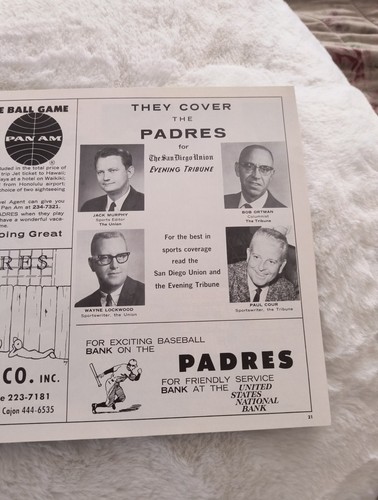 E BALL GAME
PAN AM
luded in the total price of
trip Jet ticket to Hawaii,
ays at a hotel on Waikiki.
from Honolulu airport;
choice of two sightseeing
el Agent can give you
Pan Am at 234-7321.
ADRES when they play
have a wonderful vaca-
me.
oing Great
RES
CO. INC.
e 223-7181
Cajon 444-6535
THEY COVER
THE
PADRES
for
The San Diego Union
EVENING TRIBUNE
JACK MURPHY
Sports Editor
The Union
BOB ORTMAN
Columnist
The Tribune
For the best in
sports coverage
read the
San Diego Union and
the Evening Tribune
WAYNE LOCKWOOD
Sportswriter, the Union
PAUL COUR
Sportswriter, the Tribune
FOR EXCITING BASEBALL
BANK ON THE
PADRES
FOR FRIENDLY SERVICE
BANK AT THE UNITED
STATES
NATIONAL
BANK
31